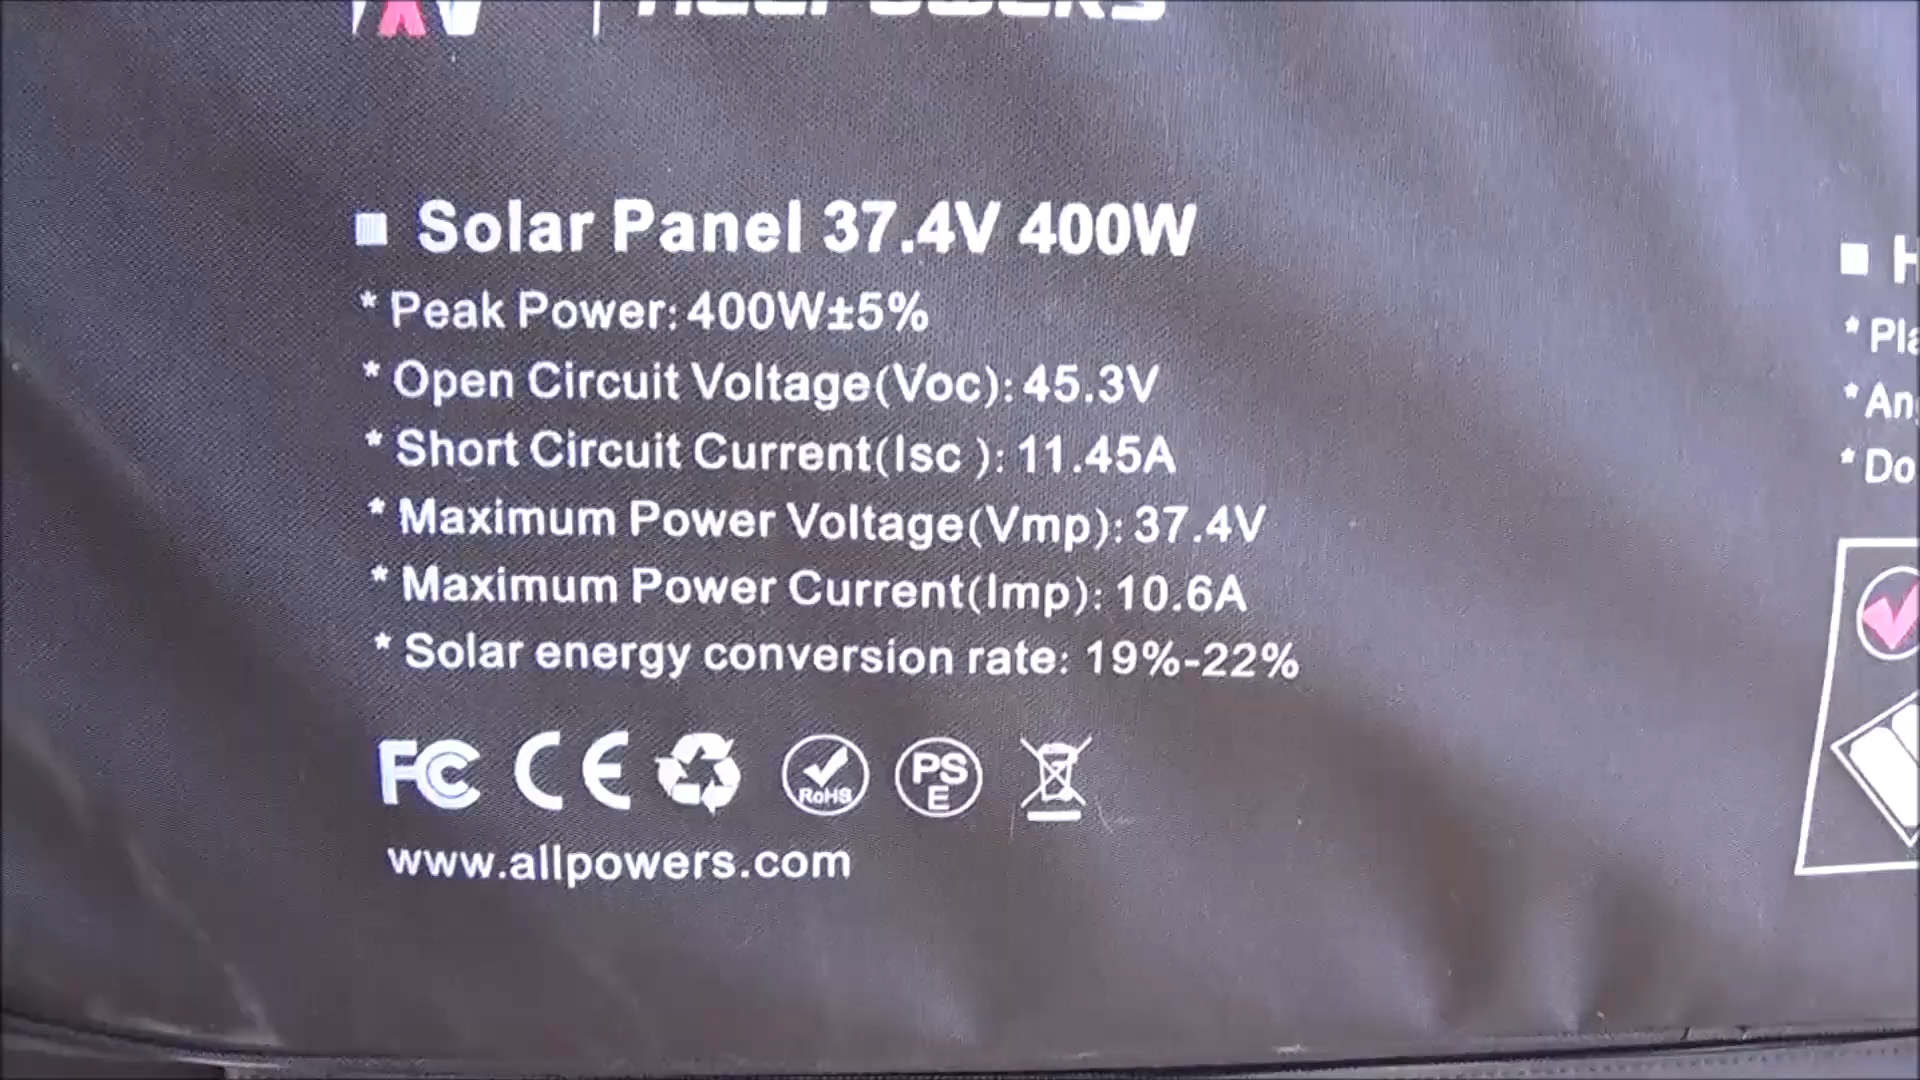 ALLPOWERS
■ Solar Panel 37.4V 400W
* Peak Power: 400W±5%
* Open Circuit Voltage(Voc): 45.3V
* Short Circuit Current(Isc ): 11.45A
* Maximum Power Voltage(Vmp): 37.4V
* Maximum Power Current(Imp): 10.6A
* Solar energy conversion rate: 19%-22%
FC CE RoHS PS E
www.allpowers.com